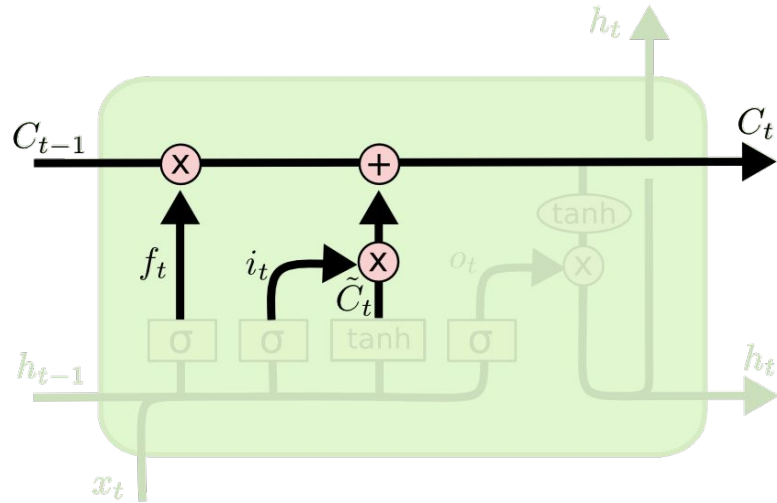 h_t
C_{t-1}
C_t
x
+
tanh
f_t
i_t
x
o_t
x
C̃_t
σ
σ
tanh
σ
h_{t-1}
h_t
x_t